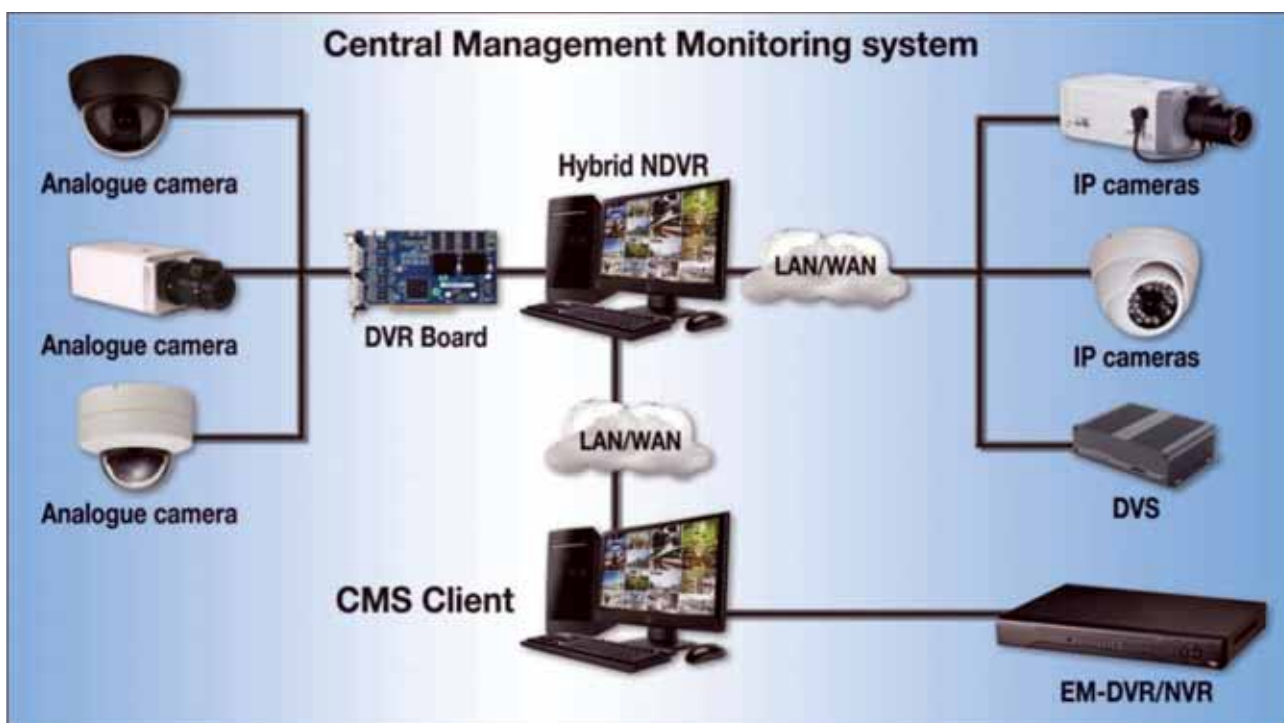 Central Management Monitoring system
Analogue camera
Hybrid NDVR
IP cameras
LAN/WAN
Analogue camera
DVR Board
IP cameras
LAN/WAN
Analogue camera
DVS
CMS Client
EM-DVR/NVR